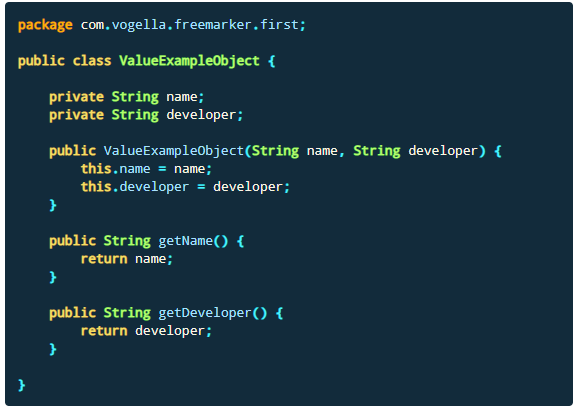 package com.vogella.freemarker.first;

public class ValueExampleObject {

    private String name;
    private String developer;

    public ValueExampleObject(String name, String developer) {
        this.name = name;
        this.developer = developer;
    }

    public String getName() {
        return name;
    }

    public String getDeveloper() {
        return developer;
    }

}